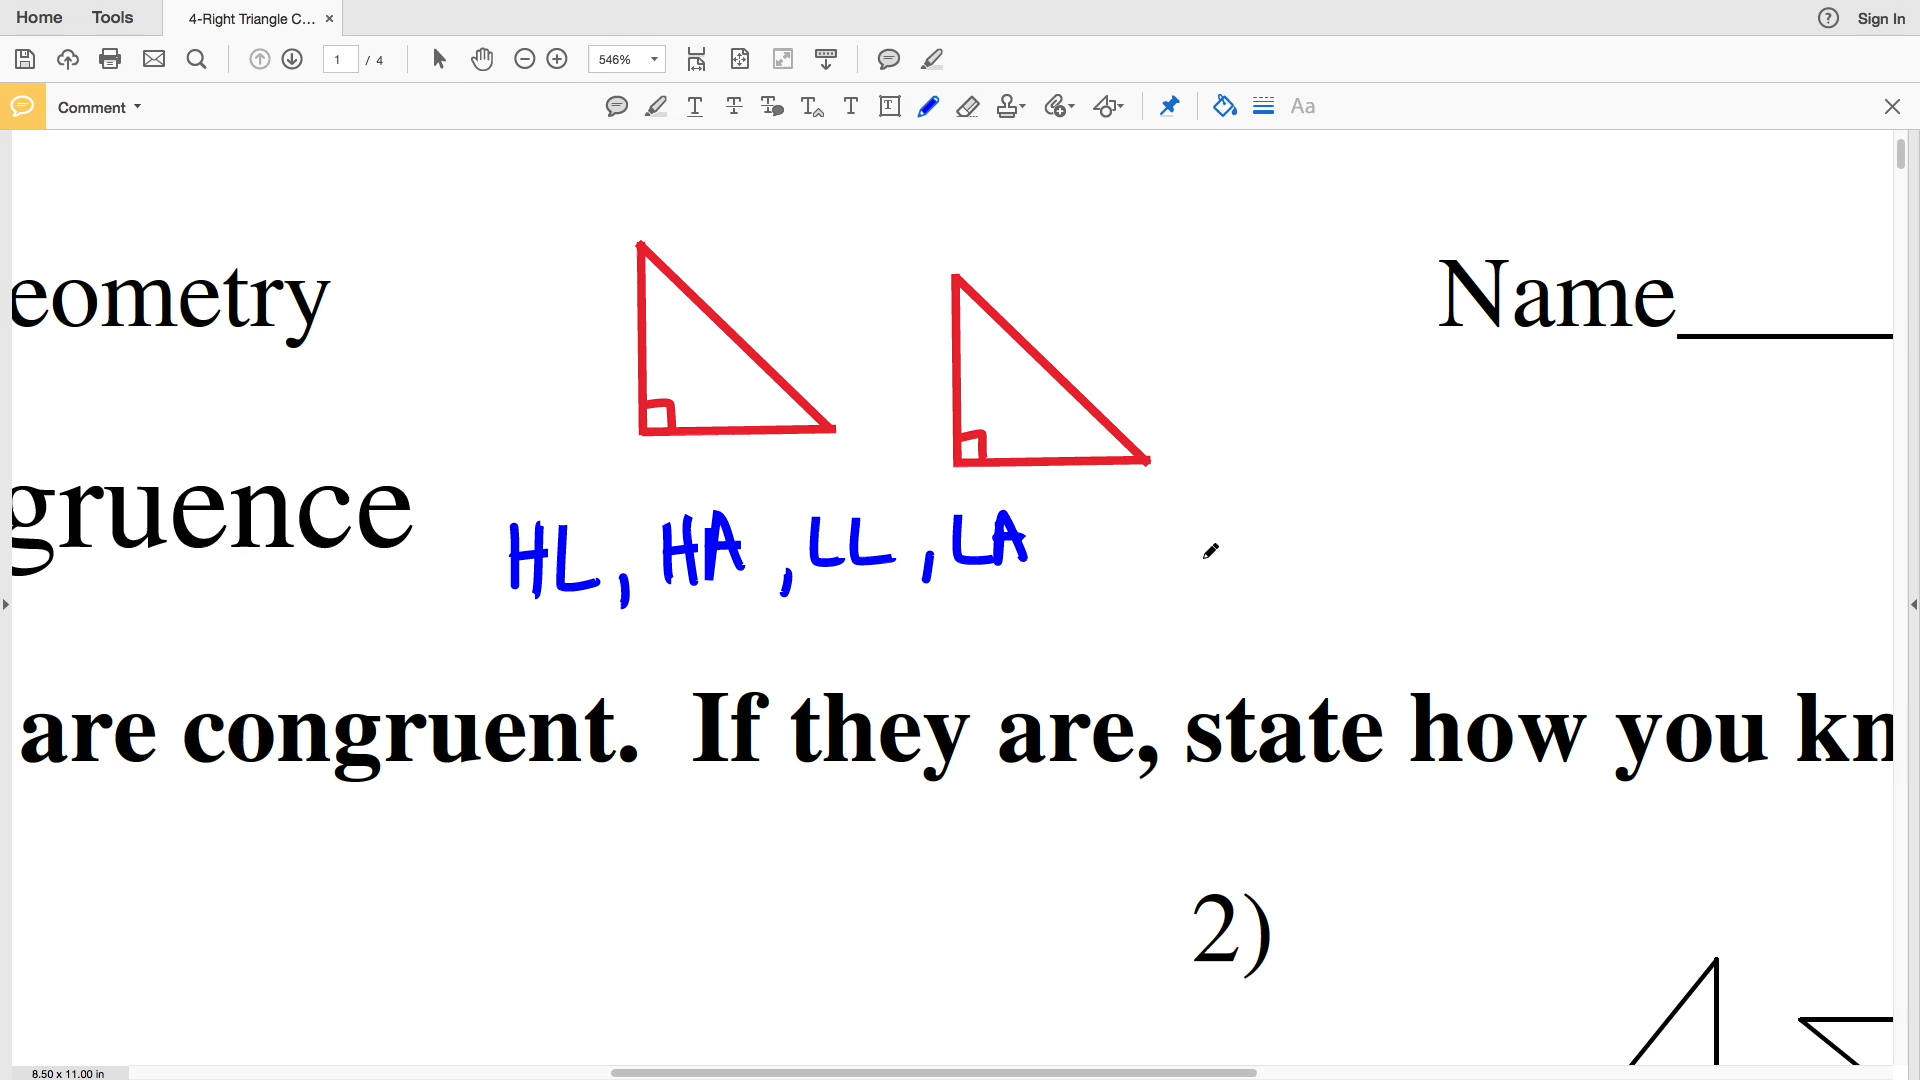 Home Tools 4-Right Triangle C... × ? Sign In
1 / 4 546%
Comment T T T T T T Aa
eometry Name_____
gruence
HL, HA, LL, LA
are congruent. If they are, state how you kn
2)
8.50 x 11.00 in